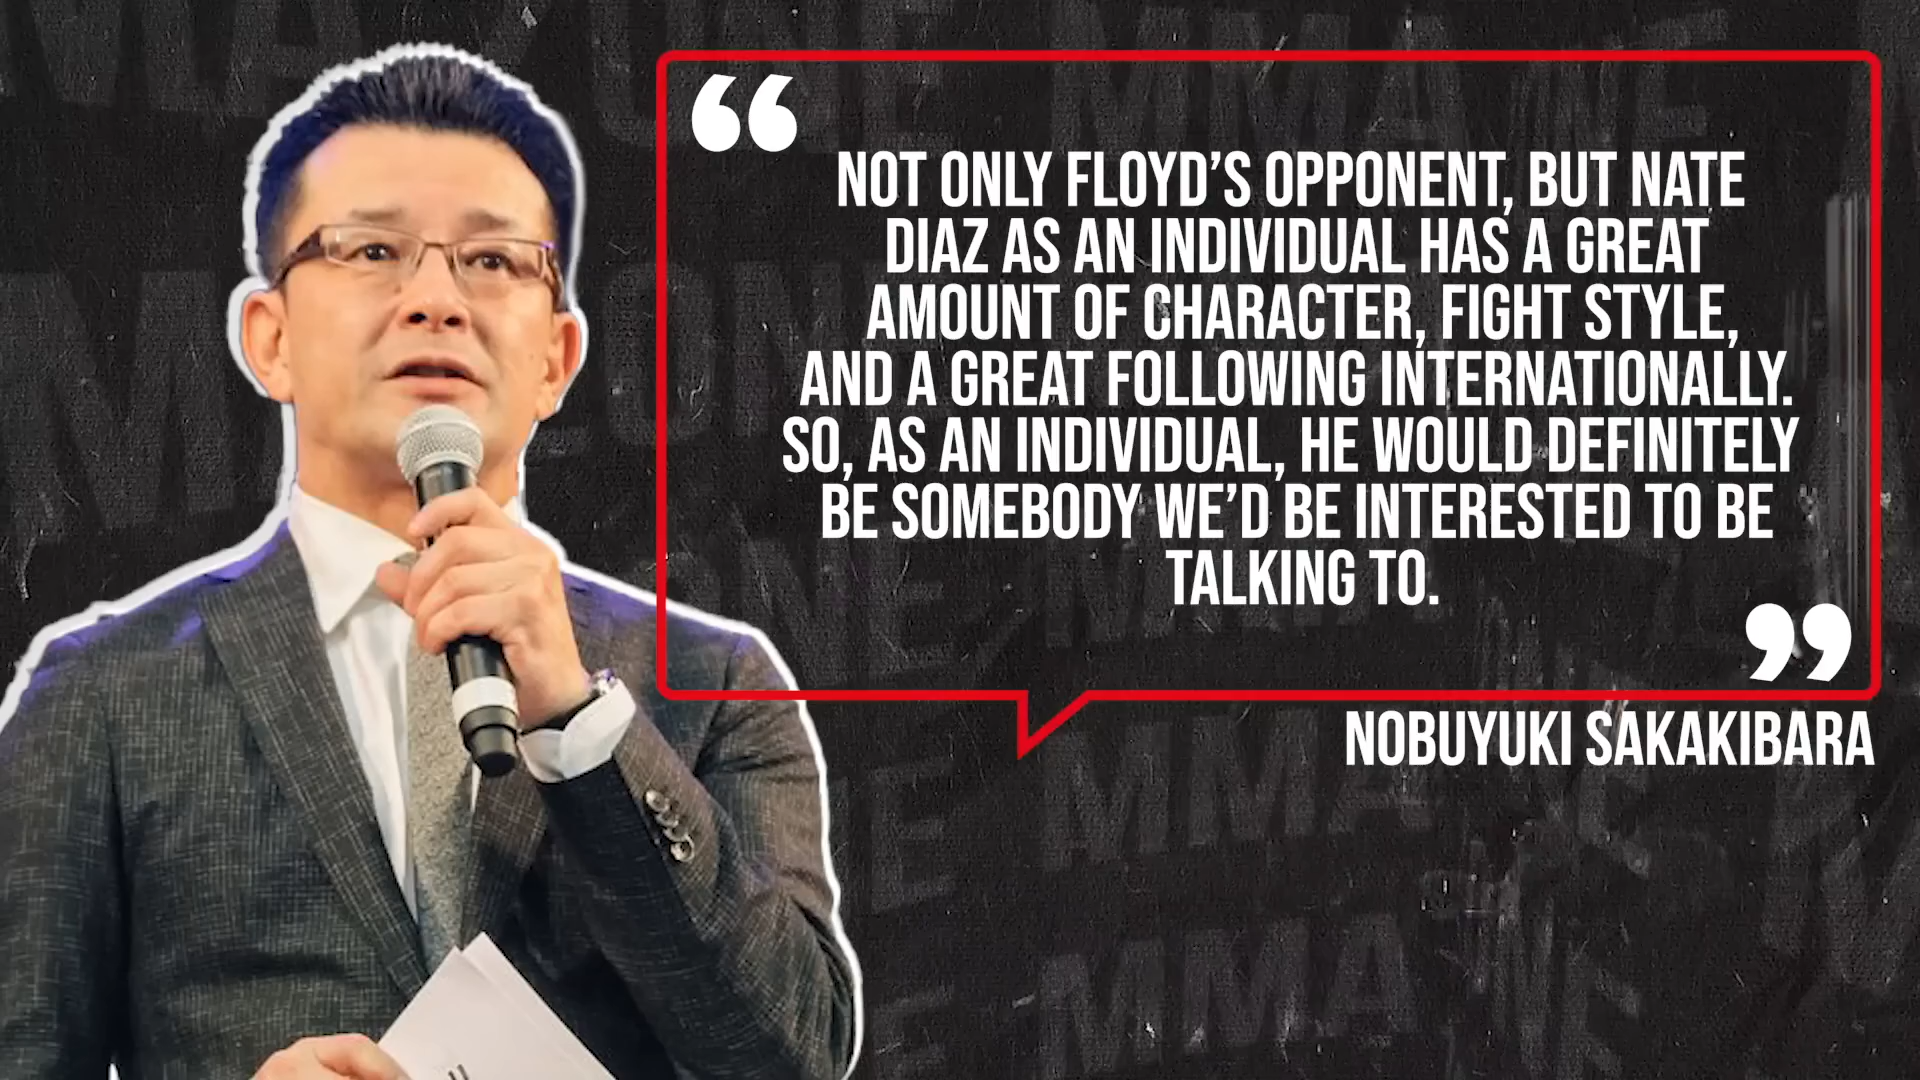 “
NOT ONLY FLOYD’S OPPONENT, BUT NATE
DIAZ AS AN INDIVIDUAL HAS A GREAT
AMOUNT OF CHARACTER, FIGHT STYLE,
AND A GREAT FOLLOWING INTERNATIONALLY.
SO, AS AN INDIVIDUAL, HE WOULD DEFINITELY
BE SOMEBODY WE’D BE INTERESTED TO BE
TALKING TO.
”
NOBUYUKI SAKAKIBARA